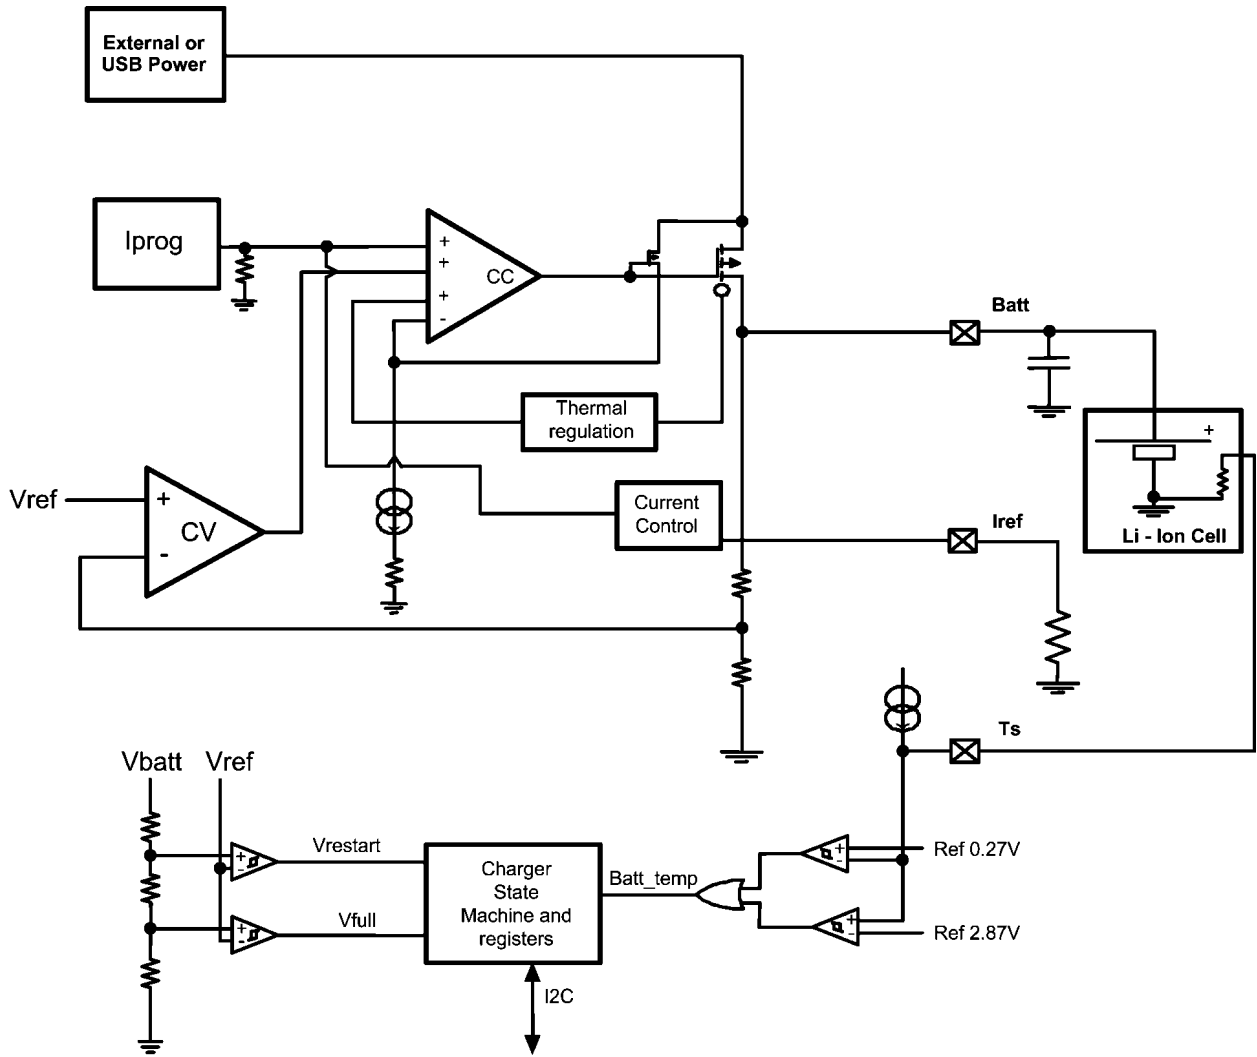 External or
USB Power
Iprog
+
+
+
-
CC
Batt
Thermal
regulation
+
Li - Ion Cell
Vref
+
-
CV
Current
Control
Iref
Ts
Vbatt
Vref
+
-
Vrestart
+
-
Vfull
Charger
State
Machine and
registers
Batt_temp
+
-
Ref 0.27V
+
-
Ref 2.87V
I2C